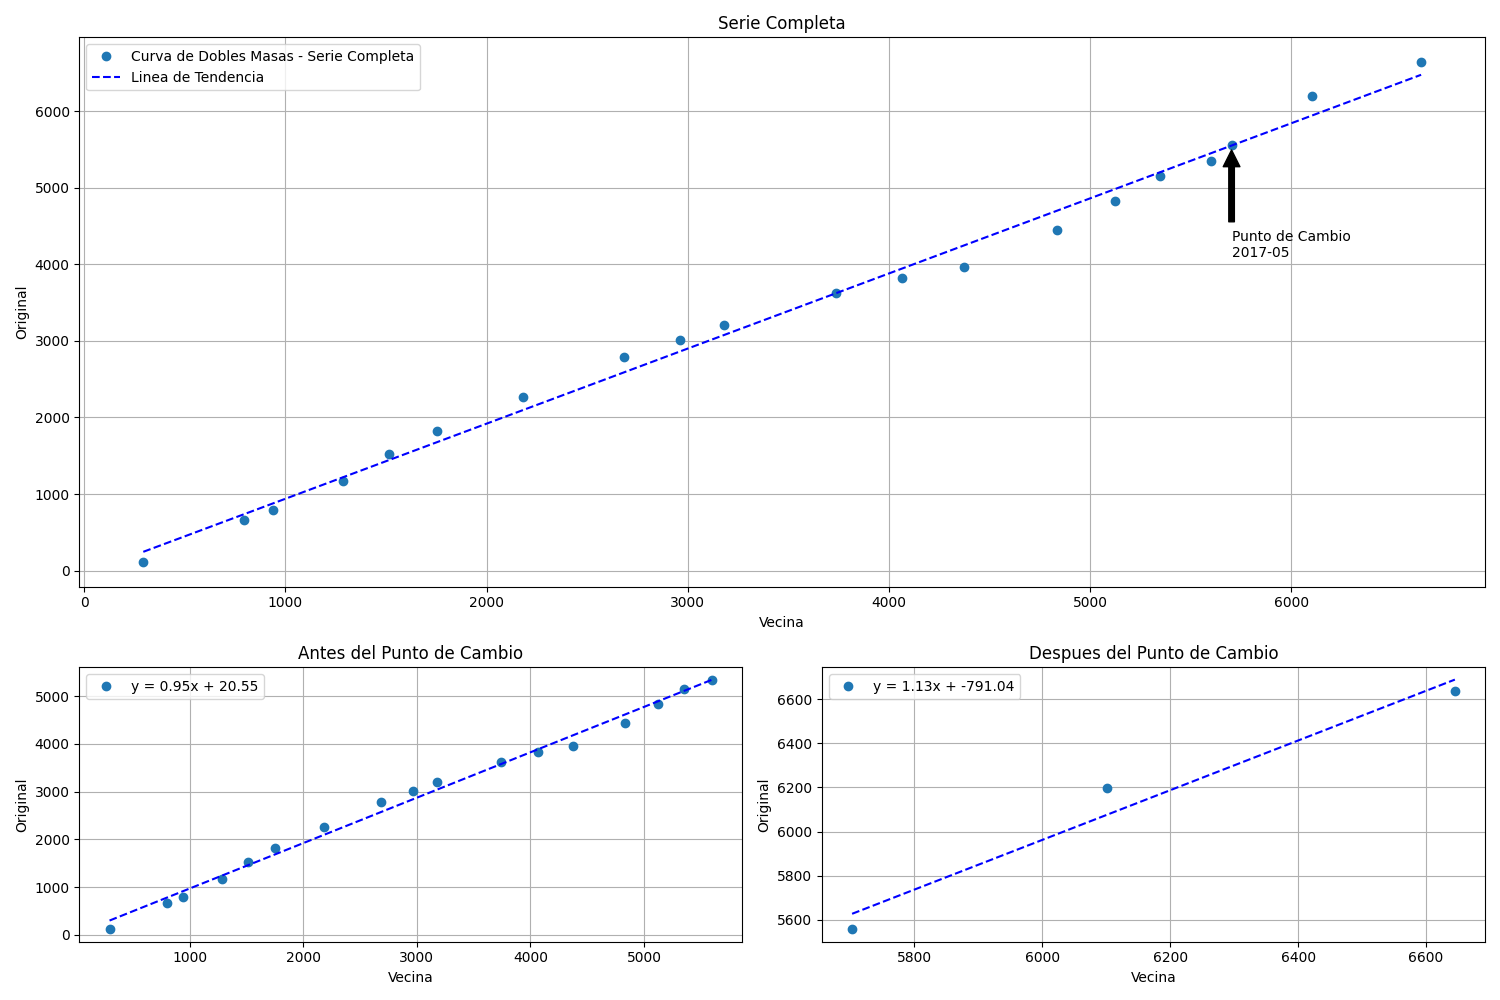 Serie Completa
Curva de Dobles Masas - Serie Completa
Linea de Tendencia
6000
5000
4000
3000
2000
1000
0
Original
Punto de Cambio
2017-05
0 1000 2000 3000 4000 5000 6000
Vecina
Antes del Punto de Cambio
y = 0.95x + 20.55
5000
4000
3000
2000
1000
0
Original
1000 2000 3000 4000 5000
Vecina
Despues del Punto de Cambio
y = 1.13x + -791.04
6600
6400
6200
6000
5800
5600
Original
5800 6000 6200 6400 6600
Vecina